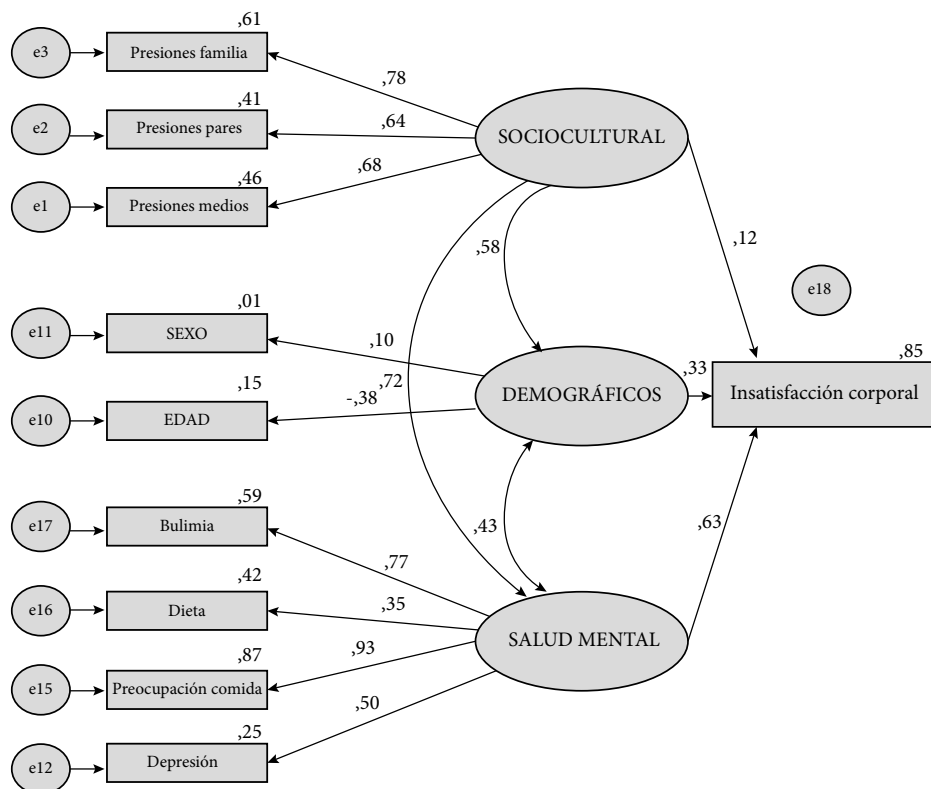 ,61
e3
Presiones familia
,78
,41
e2
Presiones pares
,64
SOCIOCULTURAL
,46
e1
Presiones medios
,68
,58
,12
e18
,01
e11
SEXO
,10
,33
,85
,15
e10
EDAD
-,38
,72
DEMOGRÁFICOS
Insatisfacción corporal
,59
e17
Bulimia
,77
,43
,63
,42
e16
Dieta
,35
SALUD MENTAL
,87
e15
Preocupación comida
,93
,25
e12
Depresión
,50